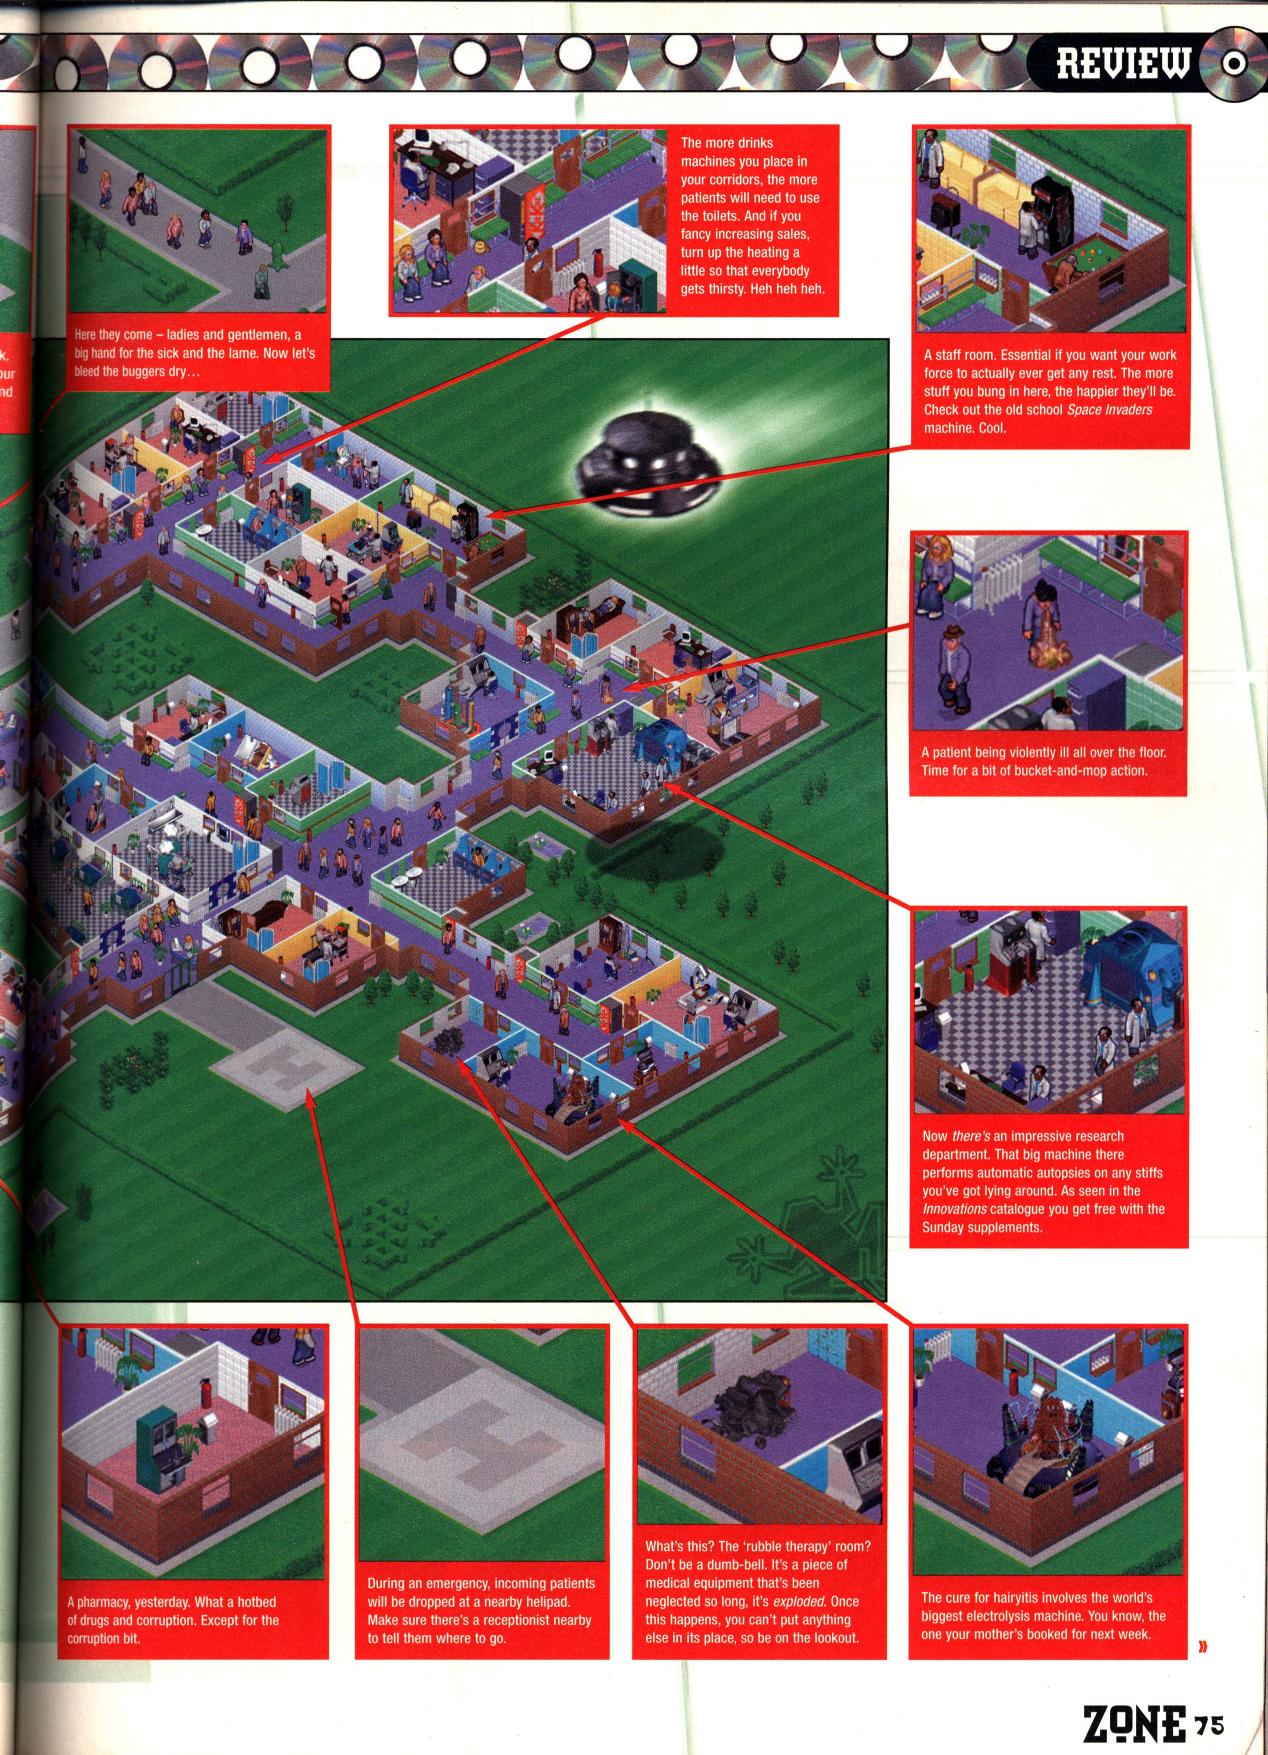 REVIEW
Here they come – ladies and gentlemen, a
big hand for the sick and the lame. Now let's
bleed the buggers dry…
The more drinks
machines you place in
your corridors, the more
patients will need to use
the toilets. And if you
fancy increasing sales,
turn up the heating a
little so that everybody
gets thirsty. Heh heh heh.
A staff room. Essential if you want your work
force to actually ever get any rest. The more
stuff you bung in here, the happier they'll be.
Check out the old school Space Invaders
machine. Cool.
k.
our
nd
A patient being violently ill all over the floor.
Time for a bit of bucket-and-mop action.
Now there's an impressive research
department. That big machine there
performs automatic autopsies on any stiffs
you've got lying around. As seen in the
Innovations catalogue you get free with the
Sunday supplements.
H
A pharmacy, yesterday. What a hotbed
of drugs and corruption. Except for the
corruption bit.
During an emergency, incoming patients
will be dropped at a nearby helipad.
Make sure there's a receptionist nearby
to tell them where to go.
What's this? The ‘rubble therapy’ room?
Don't be a dumb-bell. It's a piece of
medical equipment that's been
neglected so long, it's exploded. Once
this happens, you can't put anything
else in its place, so be on the lookout.
The cure for hairyitis involves the world's
biggest electrolysis machine. You know, the
one your mother's booked for next week.
»
ZONE 75